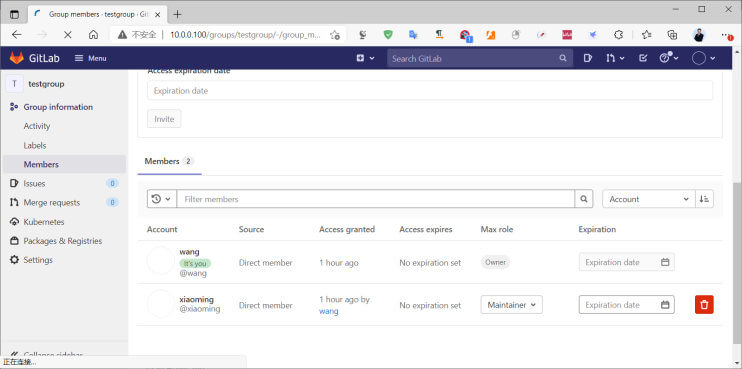 Group members · testgroup · Git
不安全 | 10.0.0.100/groups/testgroup/-/group_m...
1
GitLab
Menu
Search GitLab
T testgroup
Group information
Activity
Labels
Members
Issues 0
Merge requests 0
Kubernetes
Packages & Registries
Settings
Collapse sidebar
正在连接...
Access expiration date
Expiration date
Invite
Members 2
Filter members
Account
Account Source Access granted Access expires Max role Expiration
wang
It's you
@wang
Direct member 1 hour ago No expiration set Owner Expiration date
xiaoming
@xiaoming
Direct member 1 hour ago by
wang
No expiration set Maintainer Expiration date